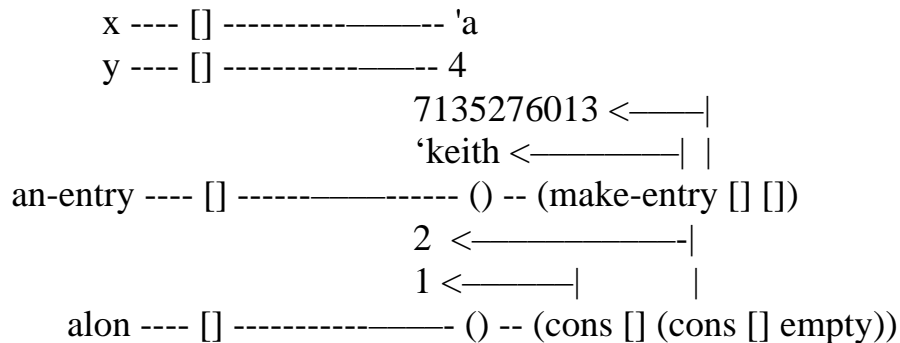 x ---- [] ----------------- 'a
y ---- [] ----------------- 4
7135276013 <————|
‘keith <————————| |
an-entry ---- [] ------————------ () -- (make-entry [] [])
2 <———————————-|
1 <——————| |
alon ---- [] -----------————- () -- (cons [] (cons [] empty))